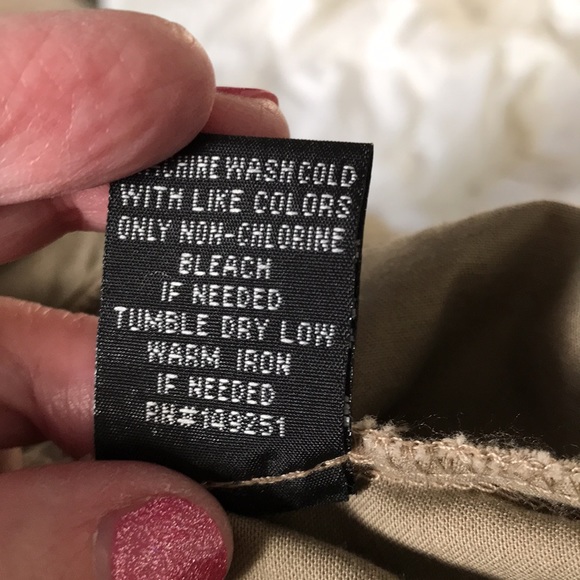 MACHINE WASH COLD
WITH LIKE COLORS
ONLY NON-CHLORINE
BLEACH
IF NEEDED
TUMBLE DRY LOW
WARM IRON
IF NEEDED
RN#149251